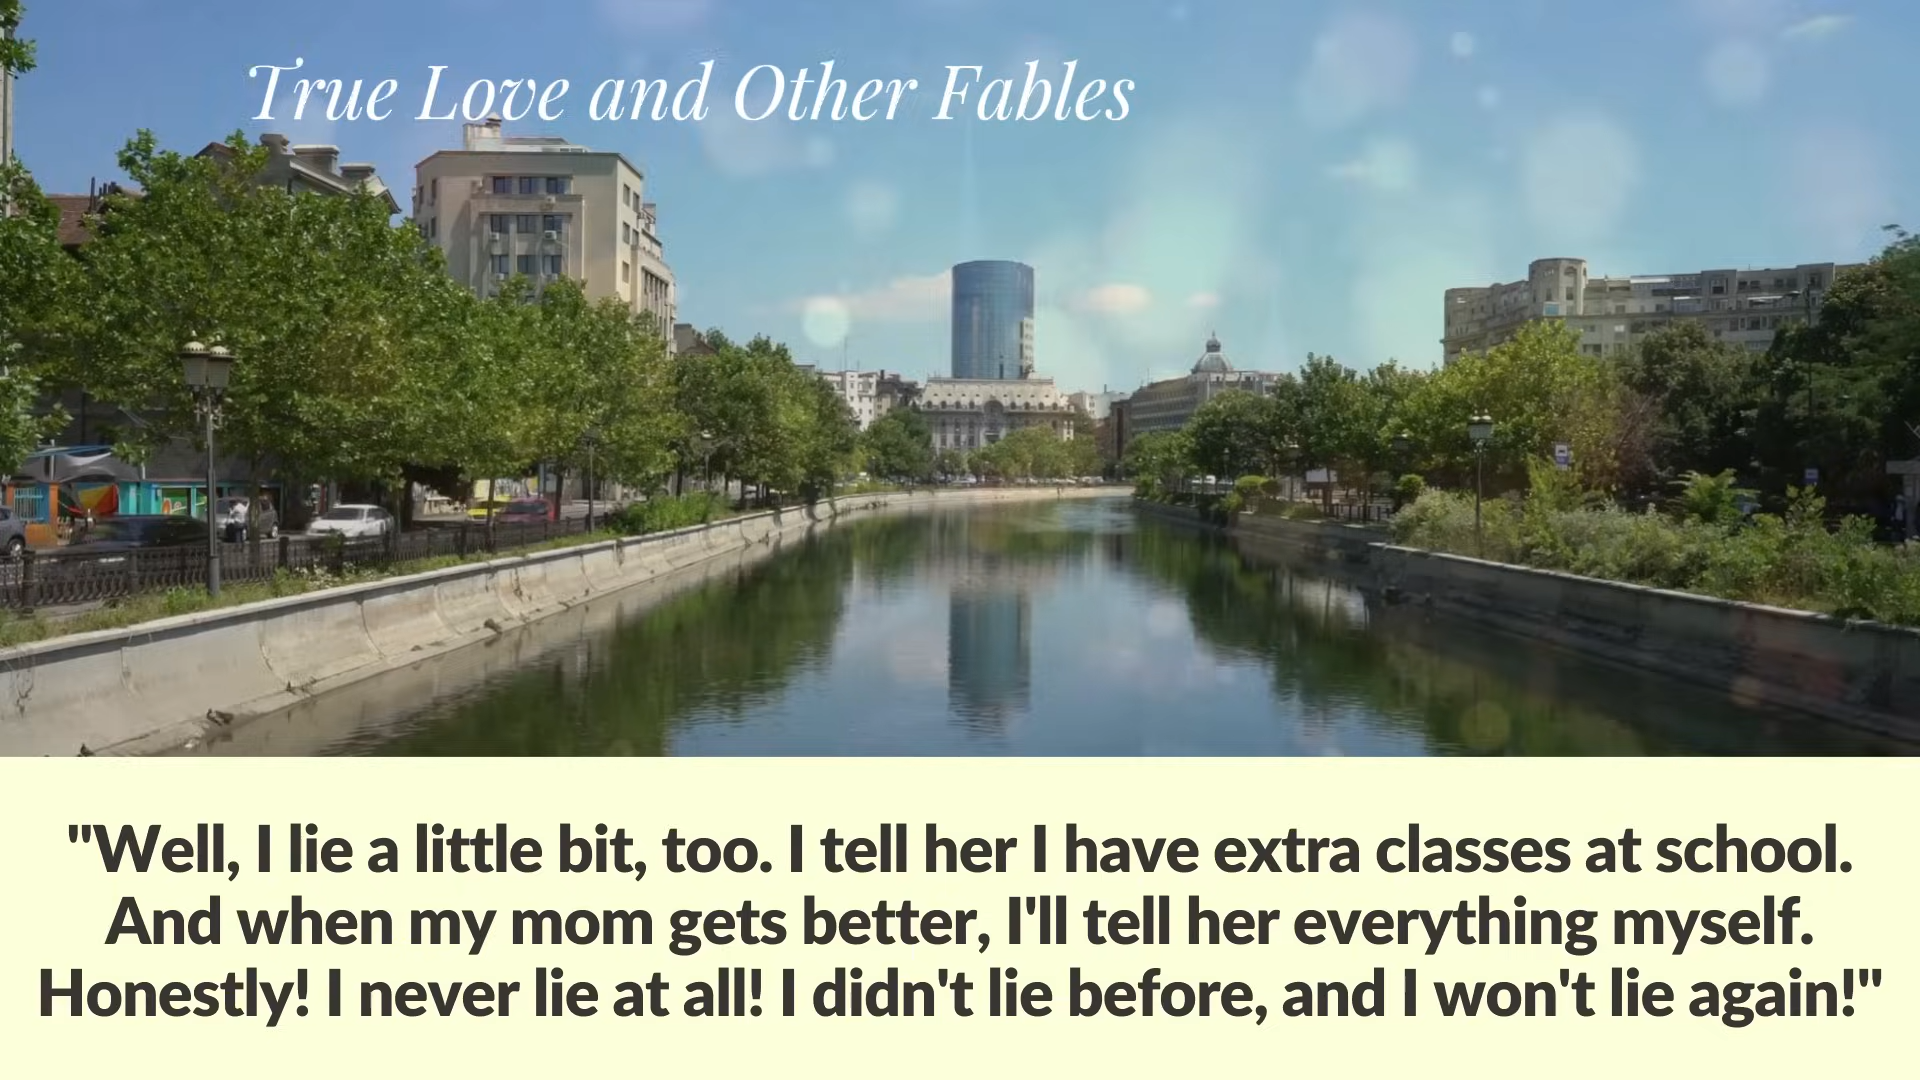 True Love and Other Fables
"Well, I lie a little bit, too. I tell her I have extra classes at school.
And when my mom gets better, I'll tell her everything myself.
Honestly! I never lie at all! I didn't lie before, and I won't lie again!"